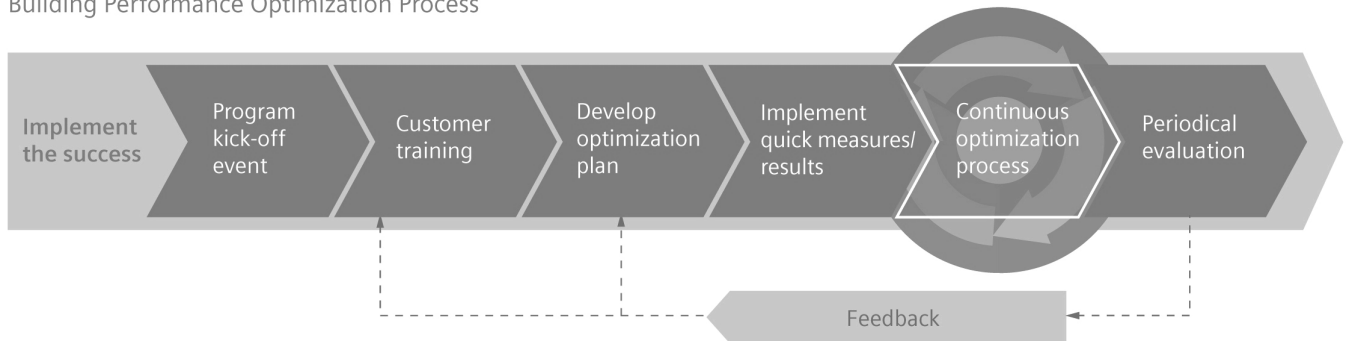 Building Performance Optimization Process
Implement
the success
Program
kick-off
event
Customer
training
Develop
optimization
plan
Implement
quick measures/
results
Continuous
optimization
process
Periodical
evaluation
Feedback